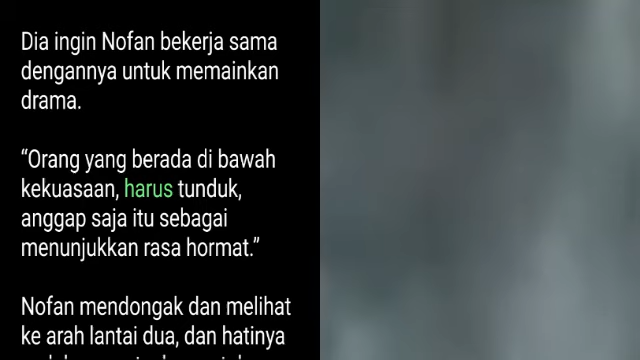 Dia ingin Nofan bekerja sama
dengannya untuk memainkan
drama.
“Orang yang berada di bawah
kekuasaan, harus tunduk,
anggap saja itu sebagai
menunjukkan rasa hormat.”
Nofan mendongak dan melihat
ke arah lantai dua, dan hatinya